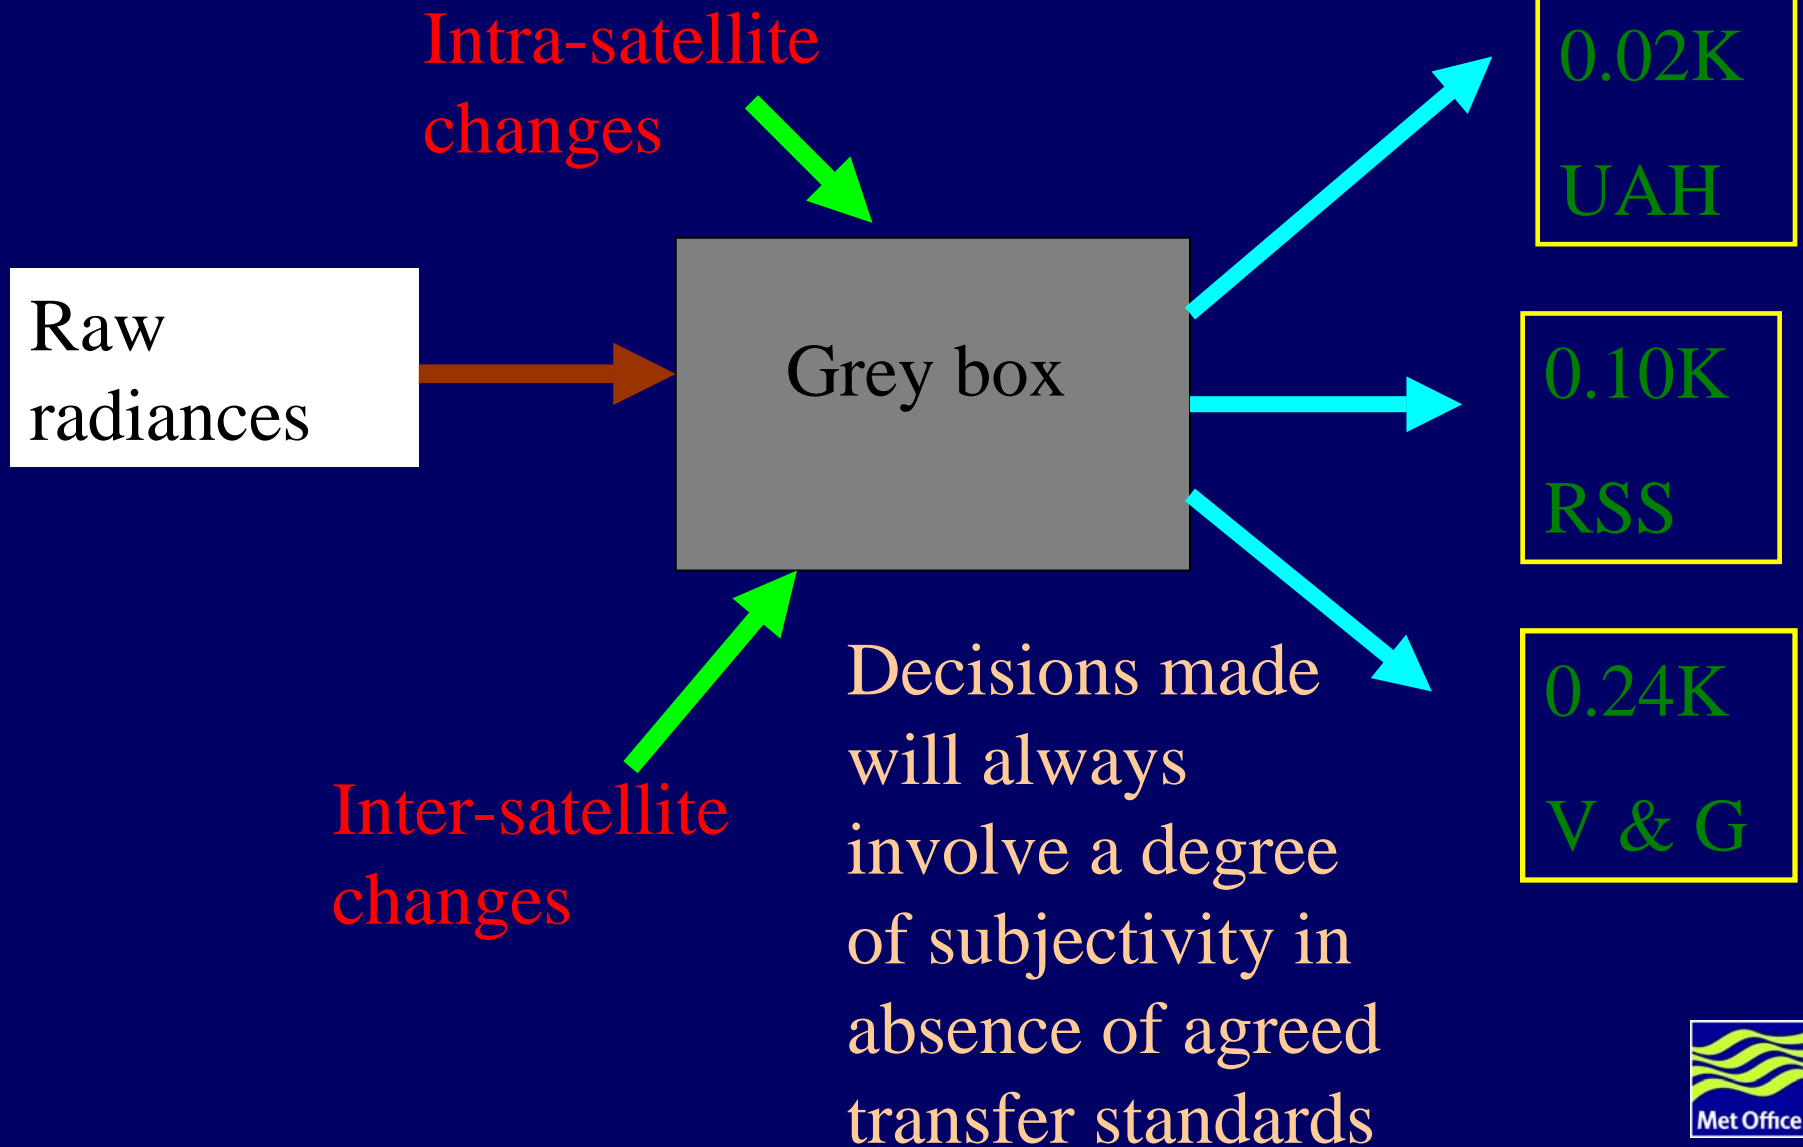 Intra-satellite
changes
Raw
radiances
Grey box
Inter-satellite
changes
0.02K
UAH
0.10K
RSS
0.24K
V & G
Decisions made
will always
involve a degree
of subjectivity in
absence of agreed
transfer standards
Met Office